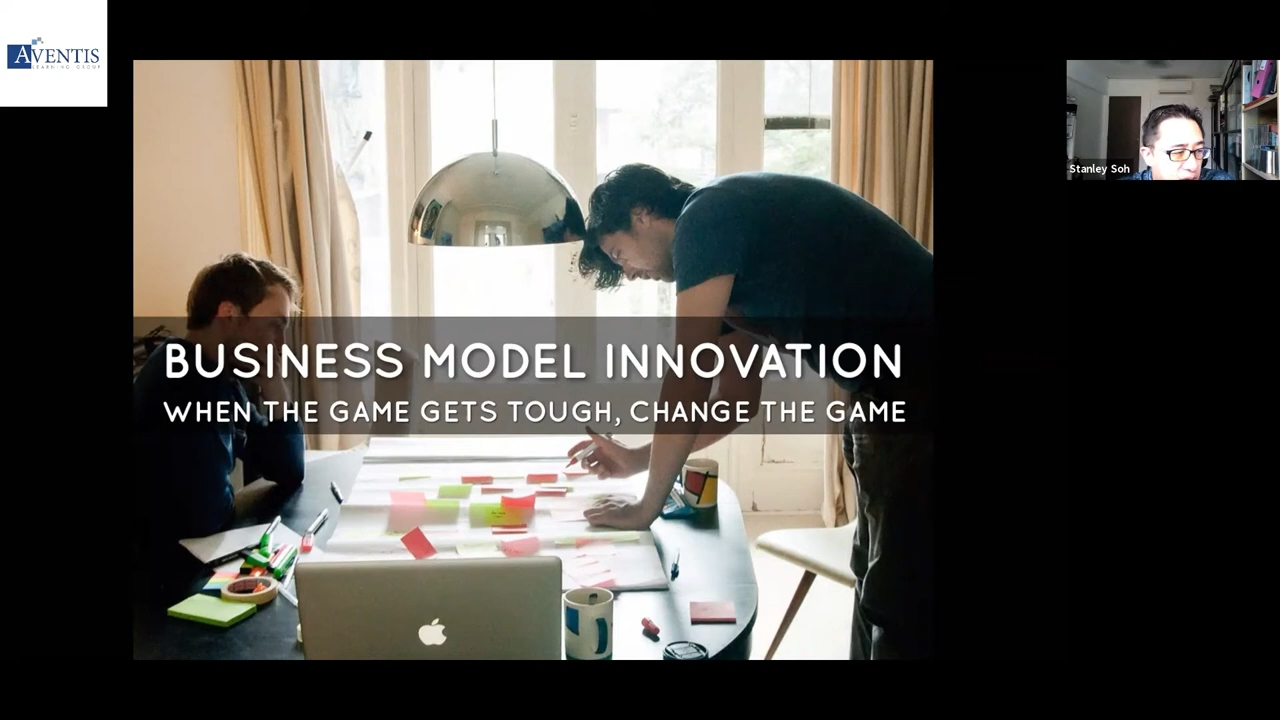 AVENTIS
LEARNING GROUP
BUSINESS MODEL INNOVATION
WHEN THE GAME GETS TOUGH, CHANGE THE GAME
Stanley Soh